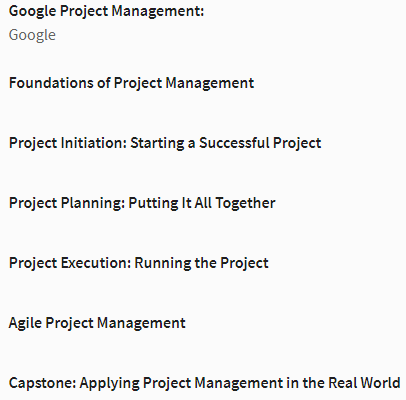 Google Project Management:
Google
Foundations of Project Management
Project Initiation: Starting a Successful Project
Project Planning: Putting It All Together
Project Execution: Running the Project
Agile Project Management
Capstone: Applying Project Management in the Real World